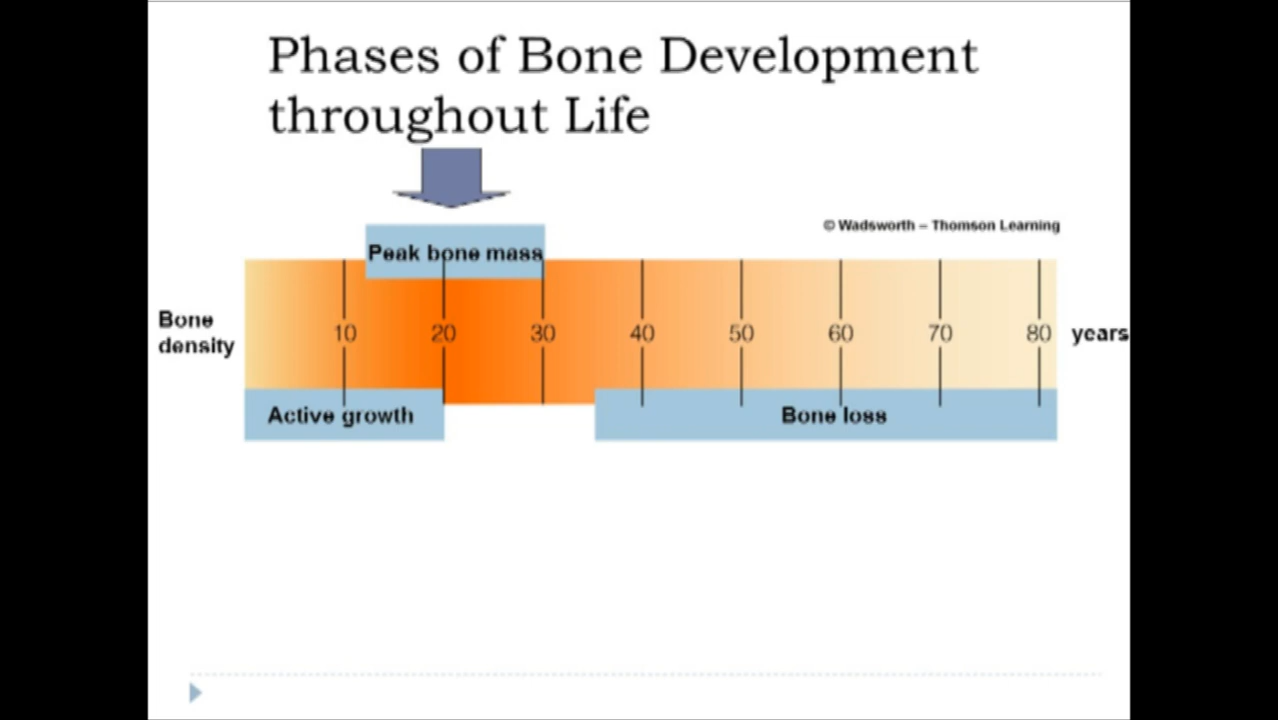 Phases of Bone Development
throughout Life
© Wadsworth – Thomson Learning
Peak bone mass
Bone
density
10 20 30 40 50 60 70 80 years
Active growth
Bone loss